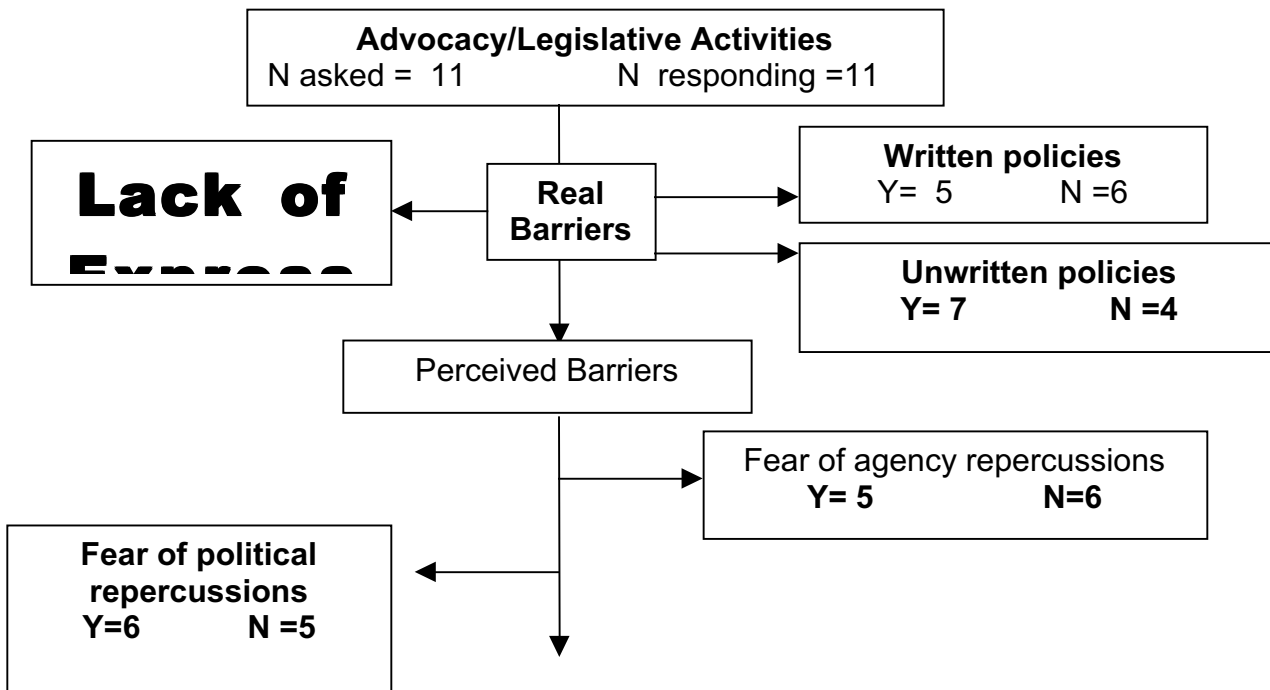 Advocacy/Legislative Activities
N asked = 11 N responding =11
Lack of
Express
Real
Barriers
Written policies
Y= 5 N =6
Unwritten policies
Y= 7 N =4
Perceived Barriers
Fear of agency repercussions
Y= 5 N=6
Fear of political
repercussions
Y=6 N =5